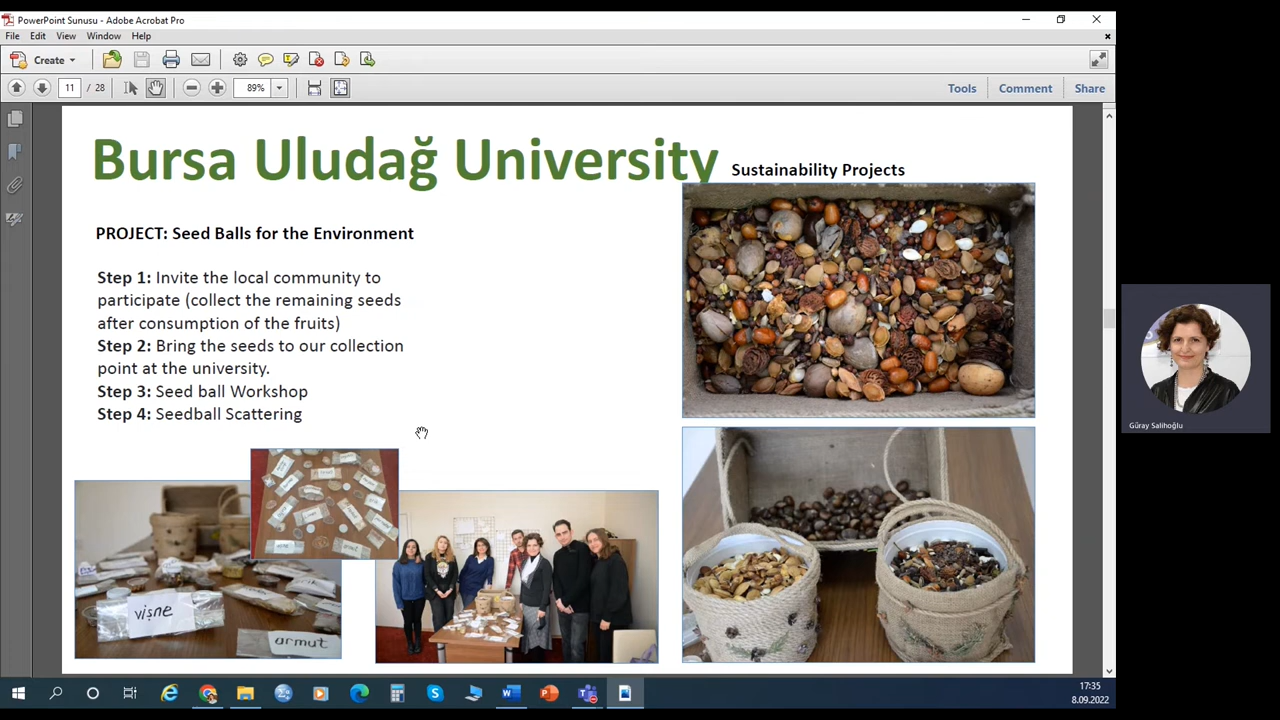 PowerPoint Sunusu - Adobe Acrobat Pro
File Edit View Window Help
Create
11 / 28
89%
Tools Comment Share
Bursa Uludağ University
Sustainability Projects
PROJECT: Seed Balls for the Environment
Step 1: Invite the local community to
participate (collect the remaining seeds
after consumption of the fruits)
Step 2: Bring the seeds to our collection
point at the university.
Step 3: Seed ball Workshop
Step 4: Seedball Scattering
vişne
armut
Güray Salihoğlu
17:35
8.09.2022